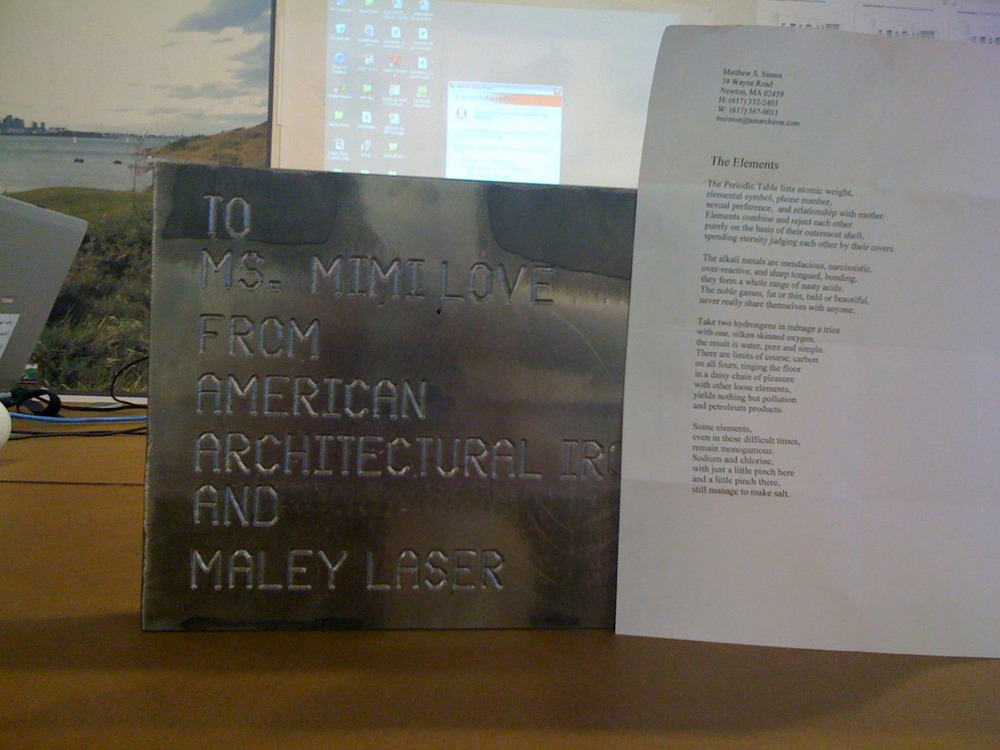 TO
MS. MIMI LOVE
FROM
AMERICAN
ARCHITECTURAL IRO
AND
MALEY LASER
Matthew S. Simon
39 Wayne Road
Newton, MA 02459
H: (617) 332-2403
W: (617) 567-0011
msimon@amarchiron.com
The Elements
The Periodic Table lists atomic weight,
elemental symbol, phone number,
sexual preference, and relationship with mother.
Elements combine and reject each other
purely on the basis of their outermost shell,
spending eternity judging each other by their covers.
The alkali metals are mendacious, narcissistic,
over-reactive, and sharp tongued, bonding,
they form a whole range of nasty acids.
The noble gasses, fat or thin, bald or beautiful,
never really share themselves with anyone.
Take two hydrongens in ménage a trios
with one, silken skinned oxygen,
the result is water, pure and simple.
There are limits of course, carbon
on all fours, ringing the floor
in a daisy chain of pleasure
with other loose elements,
yields nothing but pollution
and petroleum products.
Some elements,
even in these difficult times,
remain monogamous.
Sodium and chlorine,
with just a little pinch here
and a little pinch there,
still manage to make salt.